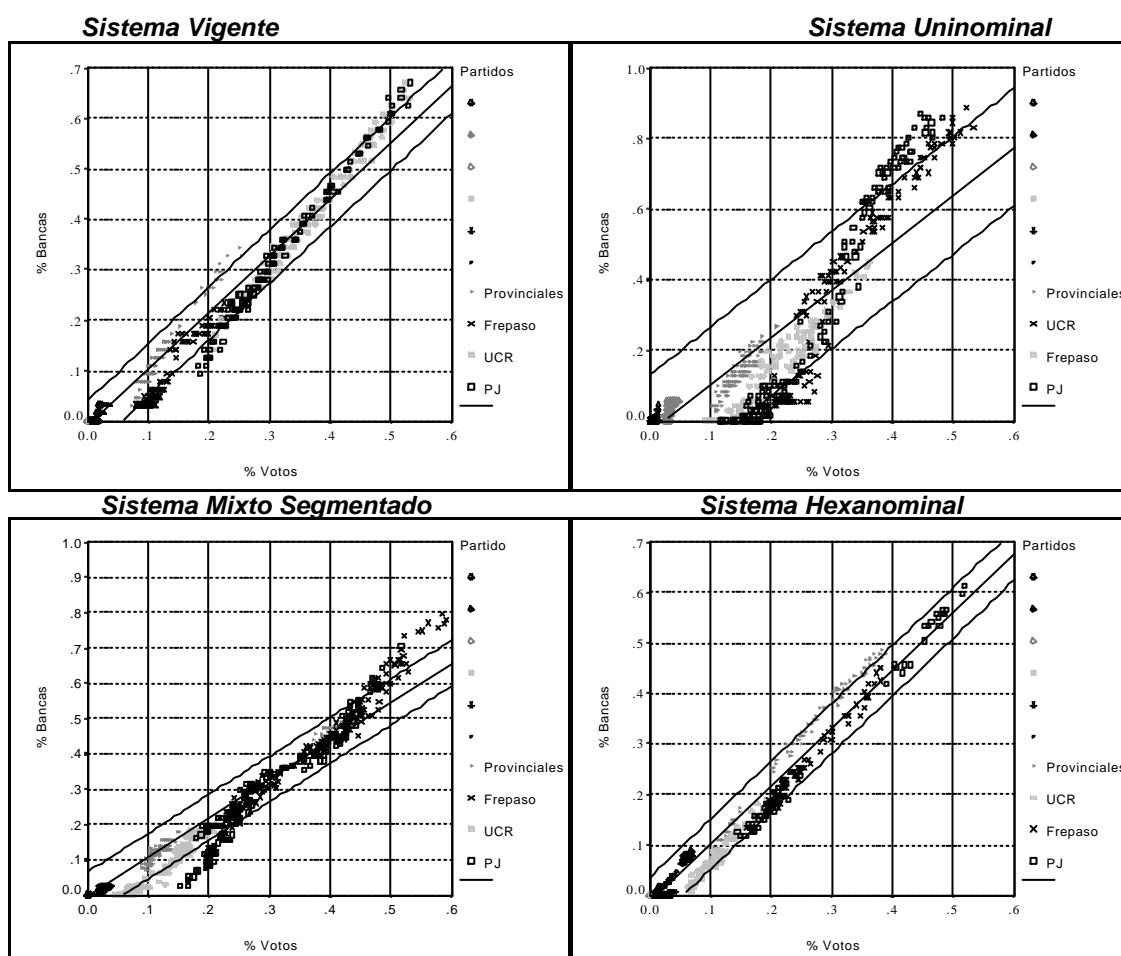 Sistema Vigente
Partidos
.7
.6
.5
.4
.3
.2
.1
0.0
% Bancas
0.0 .1 .2 .3 .4 .5 .6
% Votos
Provinciales
Frepaso
UCR
PJ
Sistema Uninominal
Partidos
1.0
.8
.6
.4
.2
0.0
% Bancas
0.0 .1 .2 .3 .4 .5 .6
% Votos
Provinciales
UCR
Frepaso
PJ
Sistema Mixto Segmentado
Partido
1.0
.9
.8
.7
.6
.5
.4
.3
.2
.1
0.0
% Bancas
0.0 .1 .2 .3 .4 .5 .6
% Votos
Provinciales
Frepaso
UCR
PJ
Sistema Hexanominal
Partidos
.7
.6
.5
.4
.3
.2
.1
0.0
% Bancas
0.0 .1 .2 .3 .4 .5 .6
% Votos
Provinciales
UCR
Frepaso
PJ